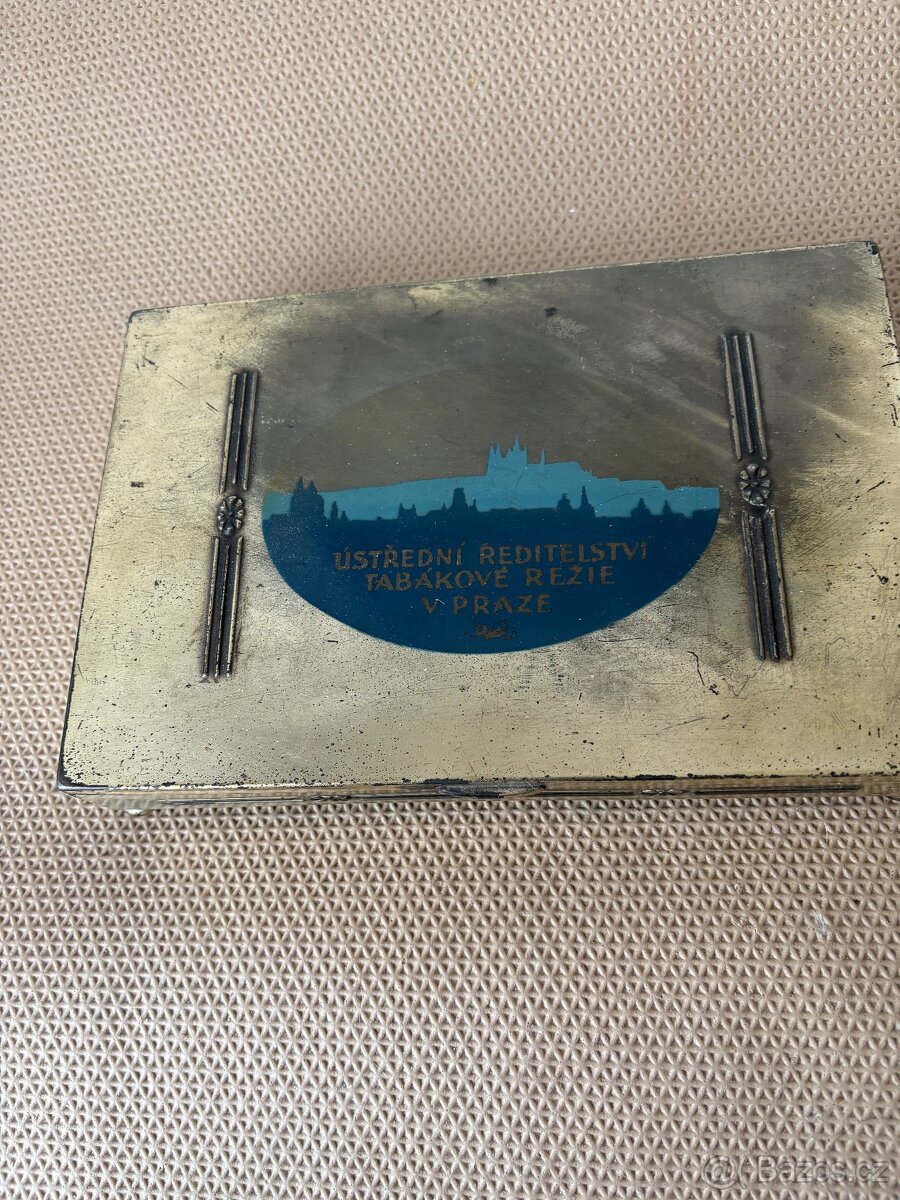 ÚSTŘEDNÍ ŘEDITELSTVÍ
TABÁKOVÉ REŽIE
V PRAZE
@ Bazos.cz